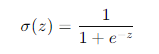 σ(z) = 1 / (1 + e^{-z})